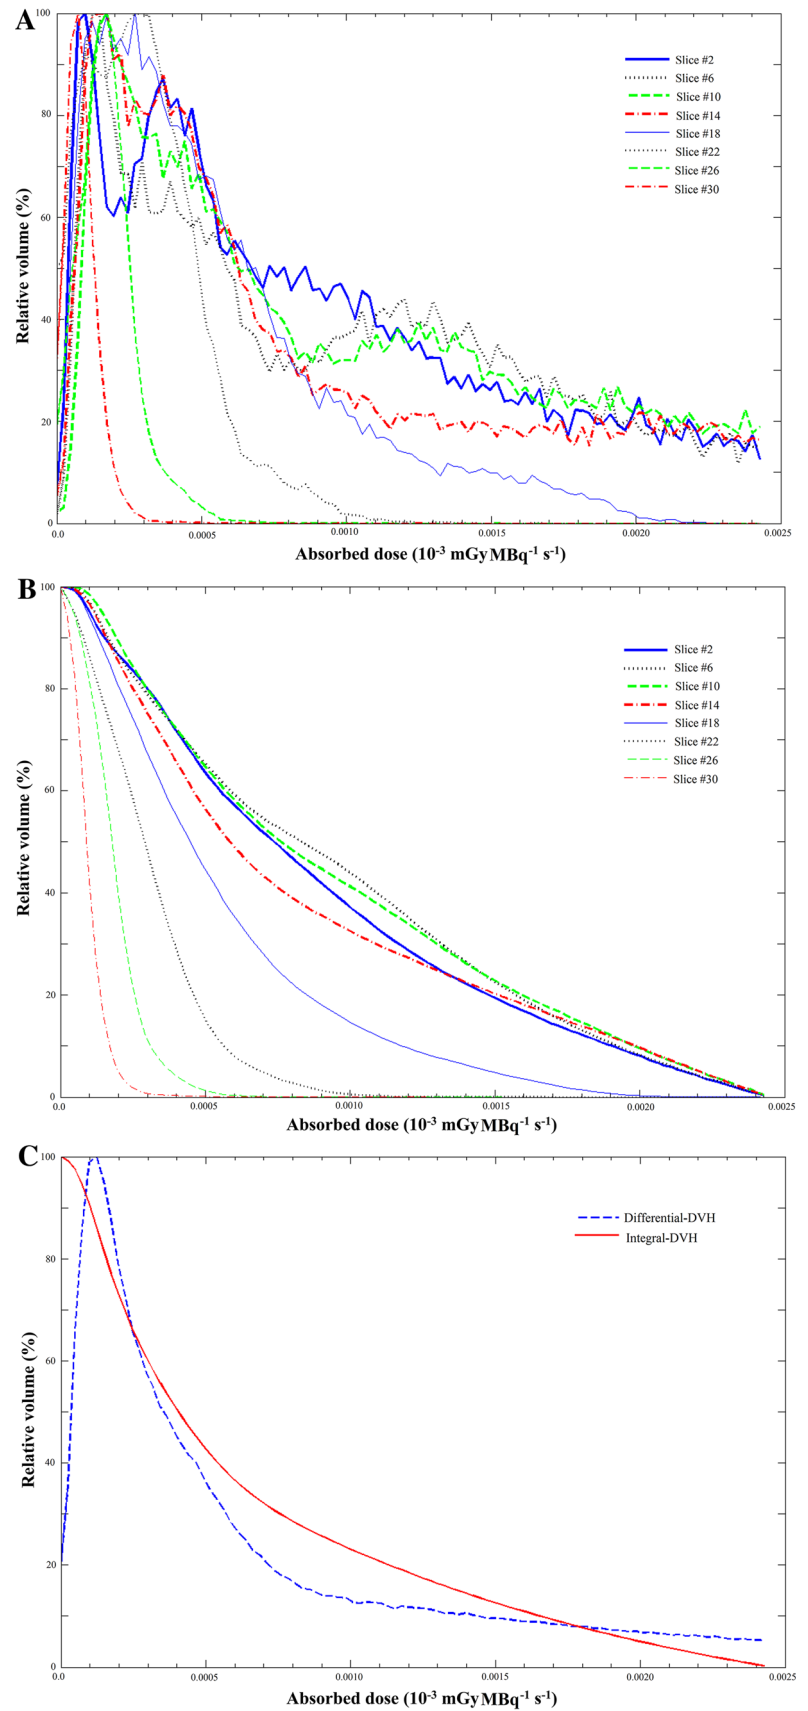 A
100
80
60
40
20
0
Relative volume (%)
Slice #2
Slice #6
Slice #10
Slice #14
Slice #18
Slice #22
Slice #26
Slice #30
0.0 0.0005 0.0010 0.0015 0.0020 0.0025
Absorbed dose (10⁻³ mGyMBq⁻¹ s⁻¹)
B
100
80
60
40
20
0
Relative volume (%)
Slice #2
Slice #6
Slice #10
Slice #14
Slice #18
Slice #22
Slice #26
Slice #30
0.0 0.0005 0.0010 0.0015 0.0020 0.0025
Absorbed dose (10⁻³ mGyMBq⁻¹ s⁻¹)
C
100
80
60
40
20
0
Relative volume (%)
Differential-DVH
Integral-DVH
0.0 0.0005 0.0010 0.0015 0.0020 0.0025
Absorbed dose (10⁻³ mGyMBq⁻¹ s⁻¹)